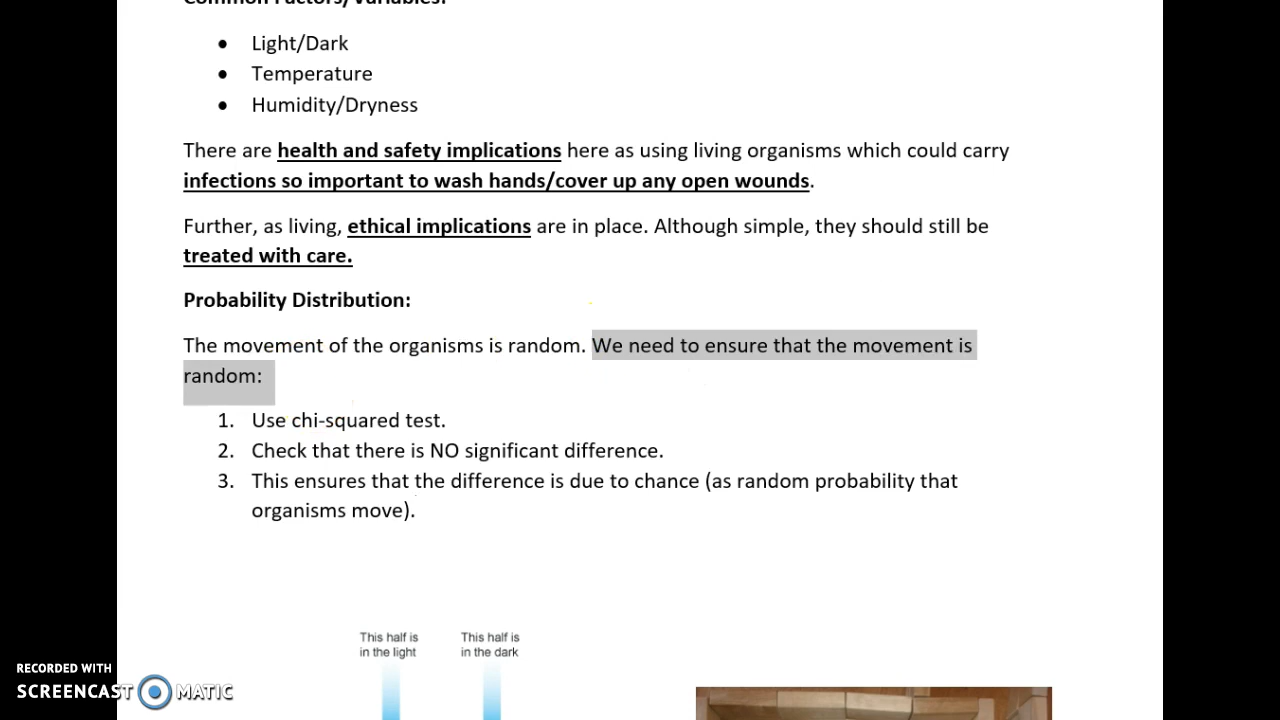 Common Factors/Variables:
• Light/Dark
• Temperature
• Humidity/Dryness
There are health and safety implications here as using living organisms which could carry
infections so important to wash hands/cover up any open wounds.
Further, as living, ethical implications are in place. Although simple, they should still be
treated with care.
Probability Distribution:
The movement of the organisms is random. We need to ensure that the movement is
random:
1. Use chi-squared test.
2. Check that there is NO significant difference.
3. This ensures that the difference is due to chance (as random probability that
organisms move).
This half is
in the light
This half is
in the dark
RECORDED WITH
SCREENCAST MATIC